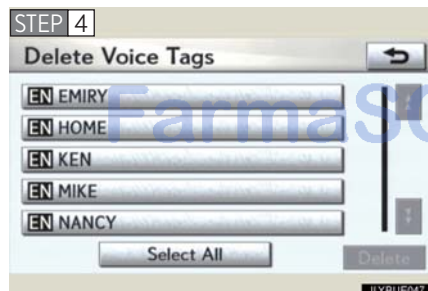 STEP 4
Delete Voice Tags
EN EMIRY
EN HOME
EN KEN
EN MIKE
EN NANCY
Select All
Delete